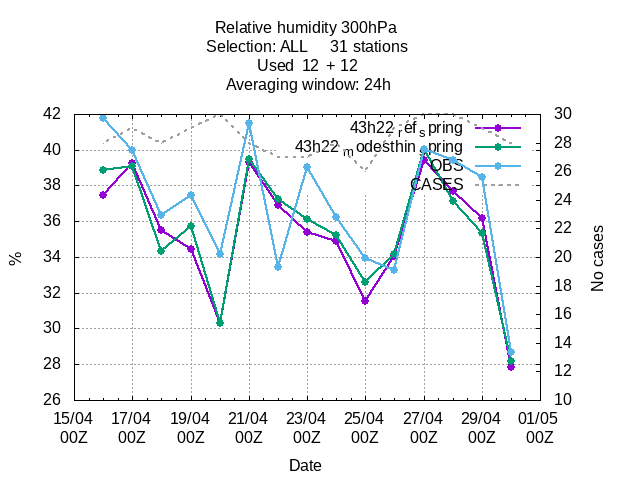 Relative humidity 300hPa
Selection: ALL 31 stations
Used 12 + 12
Averaging window: 24h
42
40
38
36
34
32
30
28
26
%
30
28
26
24
22
20
18
16
14
12
10
No cases
43h22ᵣef_spring
43h22_modesthin_spring
OBS
CASES
15/04 17/04 19/04 21/04 23/04 25/04 27/04 29/04 01/05
00Z 00Z 00Z 00Z 00Z 00Z 00Z 00Z 00Z
Date